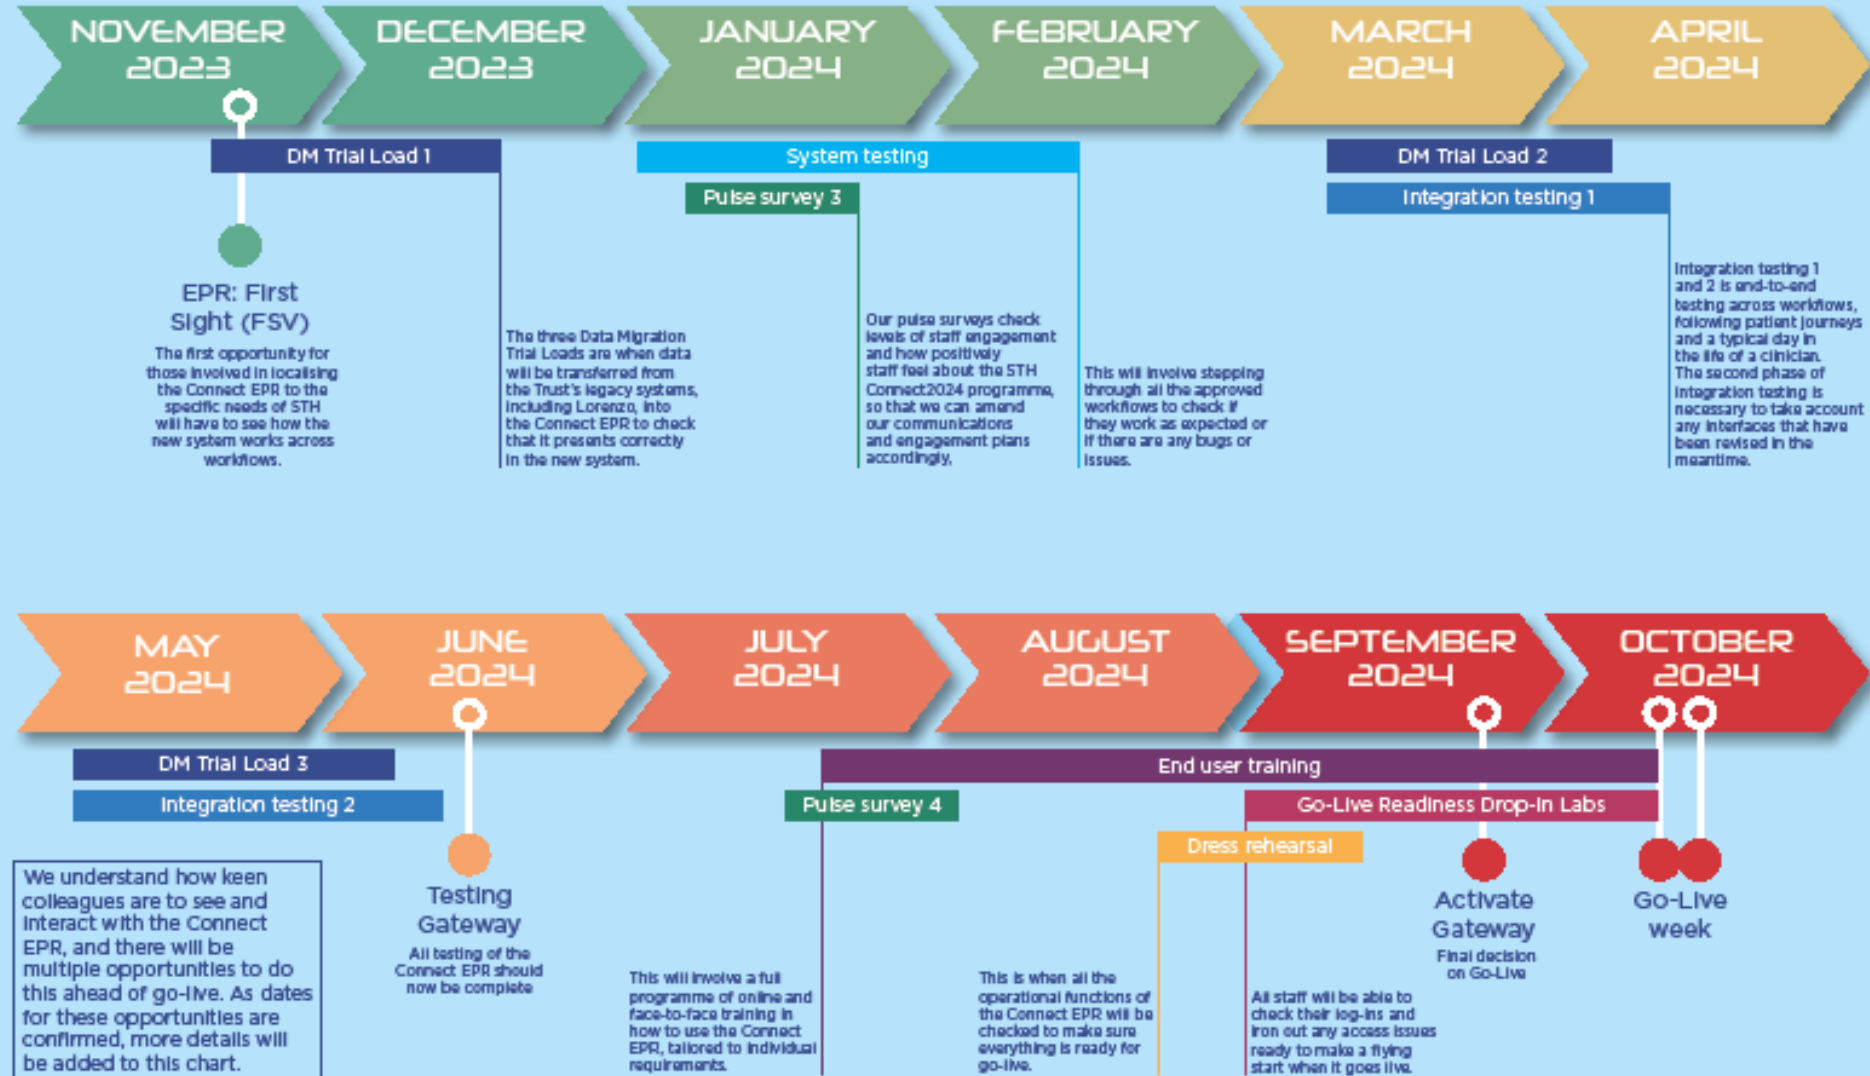 NOVEMBER
2023
DECEMBER
2023
JANUARY
2024
FEBRUARY
2024
MARCH
2024
APRIL
2024
DM Trial Load 1
System testing
DM Trial Load 2
Pulse survey 3
Integration testing 1
EPR: First
Sight (FSV)
The first opportunity for
those involved in localising
the Connect EPR to the
specific needs of STH
will have to see how the
new system works across
workflows.
The three Data Migration
Trial Loads are when data
will be transferred from
the Trust's legacy systems,
including Lorenzo, into
the Connect EPR to check
that it presents correctly
in the new system.
Our pulse surveys check
levels of staff engagement
and how positively
staff feel about the STH
Connect2024 programme,
so that we can amend
our communications
and engagement plans
accordingly.
This will involve stepping
through all the approved
workflows to check if
they work as expected or
if there are any bugs or
issues.
Integration testing 1
and 2 is end-to-end
testing across workflows,
following patient journeys
and a typical day in
the life of a clinician.
The second phase of
integration testing is
necessary to take account
any interfaces that have
been revised in the
meantime.
MAY
2024
JUNE
2024
JULY
2024
AUGUST
2024
SEPTEMBER
2024
OCTOBER
2024
DM Trial Load 3
End user training
Integration testing 2
Pulse survey 4
Go-Live Readiness Drop-In Labs
Dress rehearsal
We understand how keen
colleagues are to see and
interact with the Connect
EPR, and there will be
multiple opportunities to do
this ahead of go-live. As dates
for these opportunities are
confirmed, more details will
be added to this chart.
Testing
Gateway
All testing of the
Connect EPR should
now be complete
This will involve a full
programme of online and
face-to-face training in
how to use the Connect
EPR, tailored to individual
requirements.
This is when all the
operational functions of
the Connect EPR will be
checked to make sure
everything is ready for
go-live.
All staff will be able to
check their log-ins and
iron out any access issues
ready to make a flying
start when it goes live.
Activate
Gateway
Final decision
on Go-Live
Go-Live
week